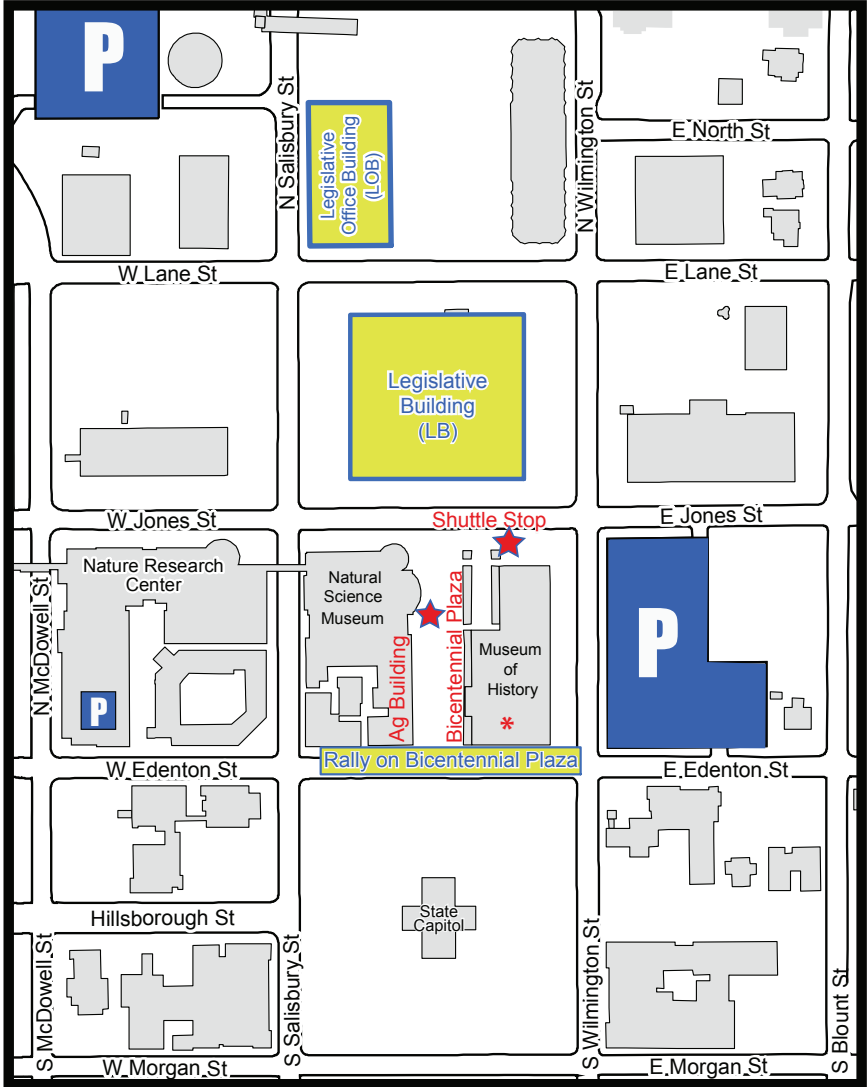 P
N Salisbury St
Legislative
Office Building
(LOB)
N Wilmington St
E North St
W Lane St
E Lane St
Legislative
Building
(LB)
W Jones St
Shuttle Stop
E Jones St
Nature Research
Center
Natural
Science
Museum
Ag Building
Bicentennial Plaza
Museum
of
History
*
P
P
N McDowell St
W Edenton St
Rally on Bicentennial Plaza
E Edenton St
Hillsborough St
State
Capitol
S McDowell St
S Salisbury St
S Wilmington St
S Blount St
W Morgan St
E Morgan St